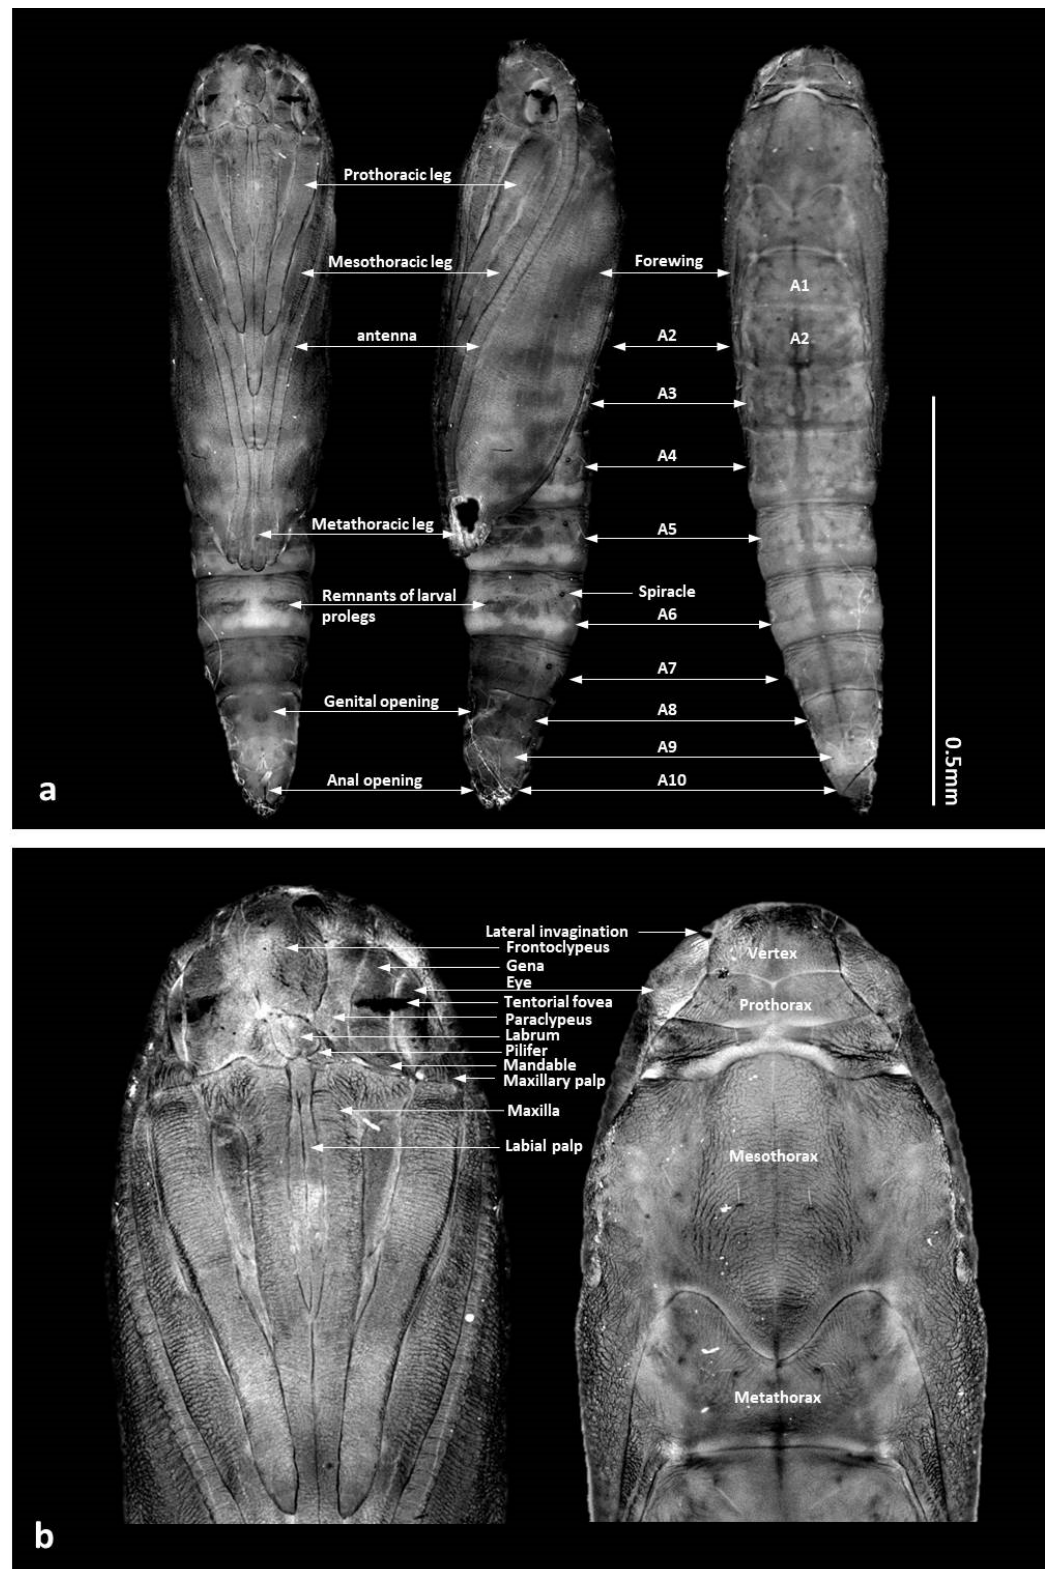 Prothoracic leg
Mesothoracic leg
Forewing
A1
antenna
A2
A2
A3
A4
Metathoracic leg
A5
Remnants of larval
prolegs
Spiracle
A6
A7
Genital opening
A8
A9
Anal opening
A10
0.5mm
a
Lateral invagination
Frontoclypeus
Vertex
Gena
Eye
Tentorial fovea
Prothorax
Paraclypeus
Labrum
Pilifer
Mandable
Maxillary palp
Maxilla
Labial palp
Mesothorax
Metathorax
b